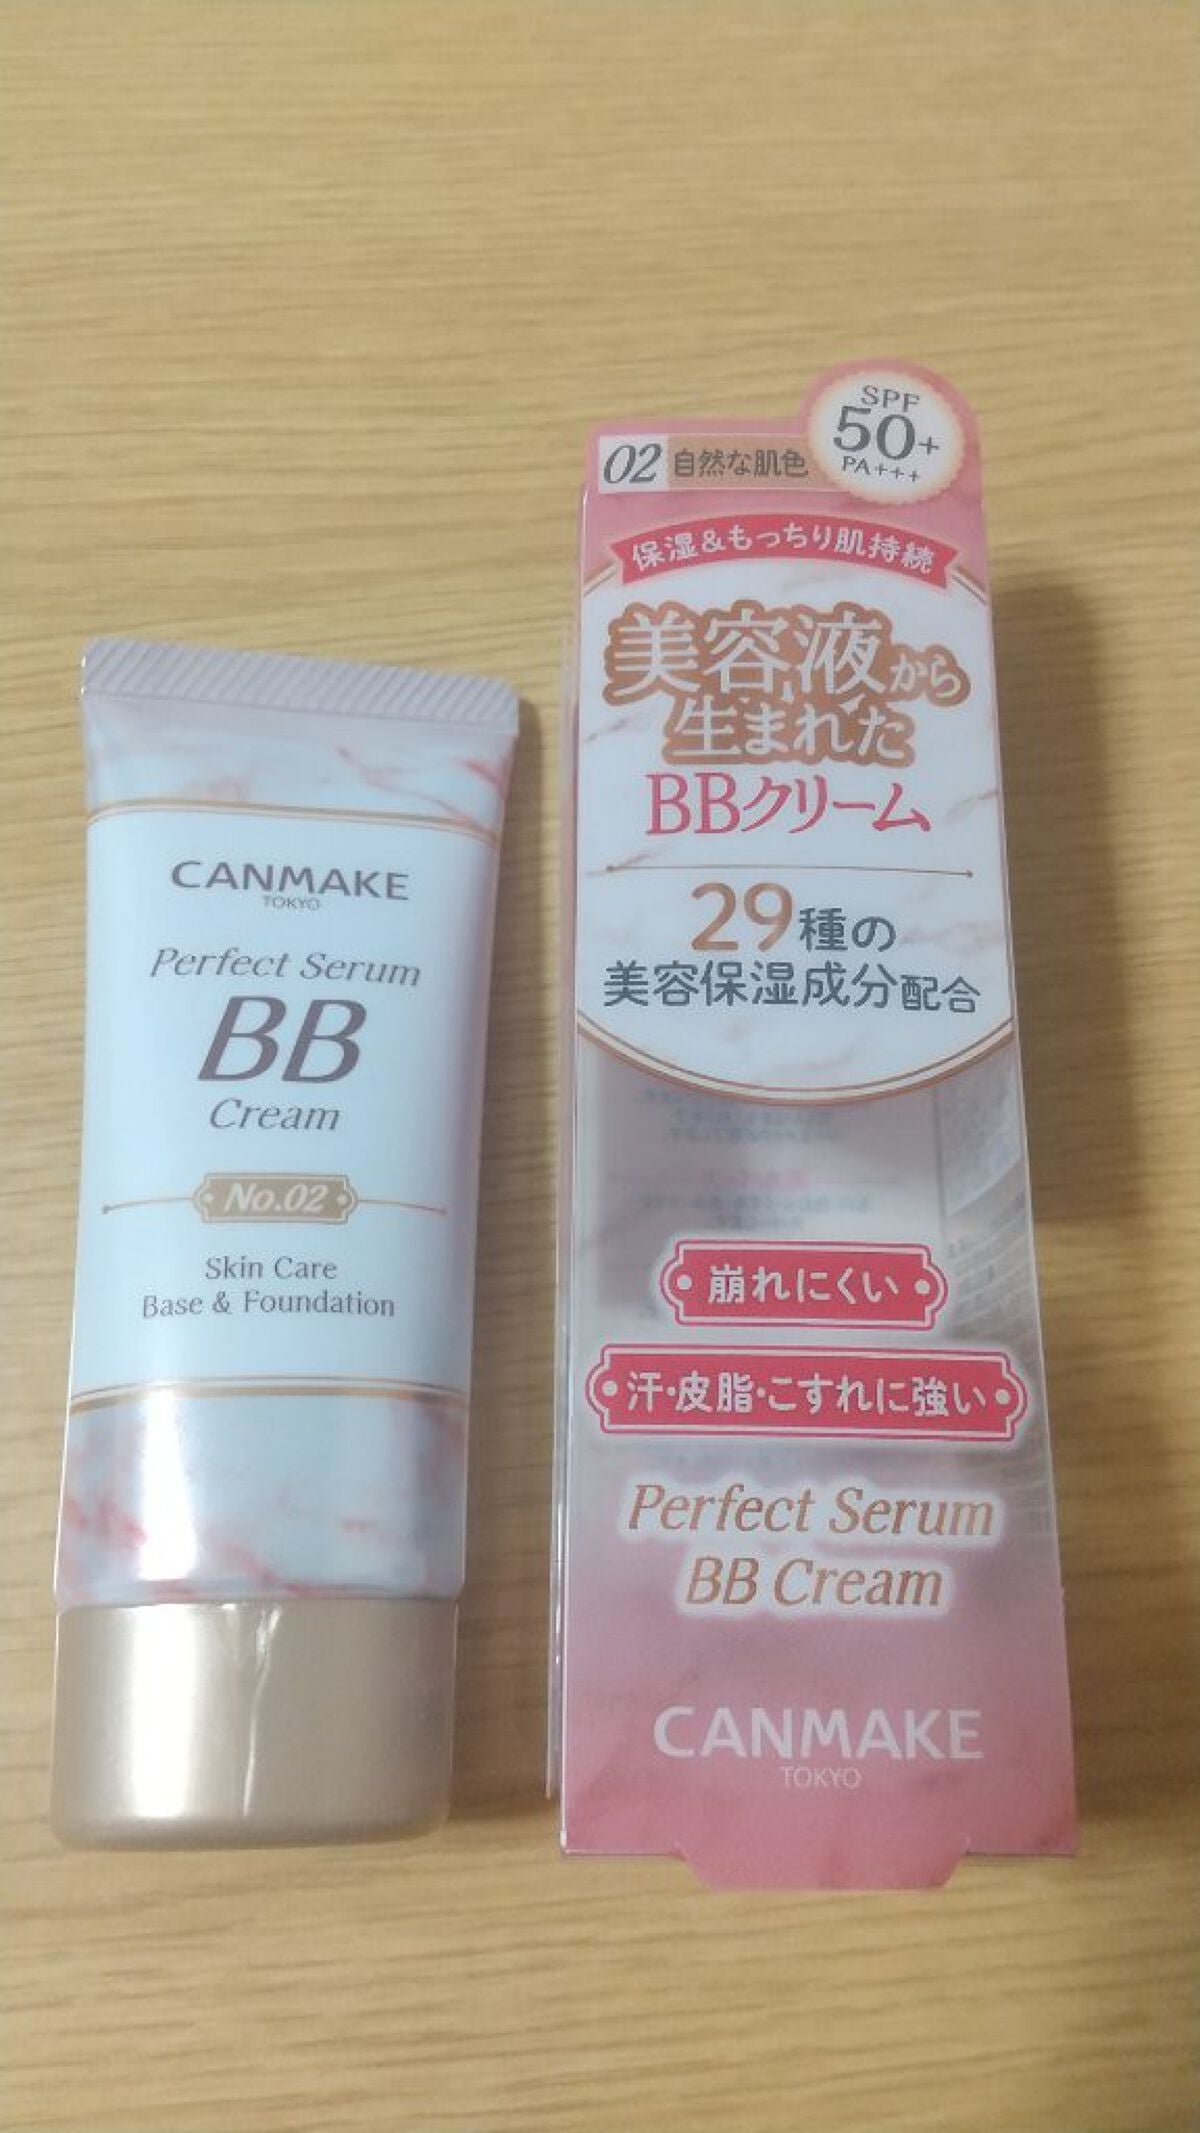 CANMAKE
TOKYO
Perfect Serum
BB
Cream
No.02
Skin Care
Base & Foundation
02 自然な肌色
SPF
50+
PA+++
保湿&もっちり肌持続
美容液から
生まれた
BBクリーム
29種の
美容保湿成分配合
崩れにくい
汗・皮脂・こすれに強い
Perfect Serum
BB Cream
CANMAKE
TOKYO